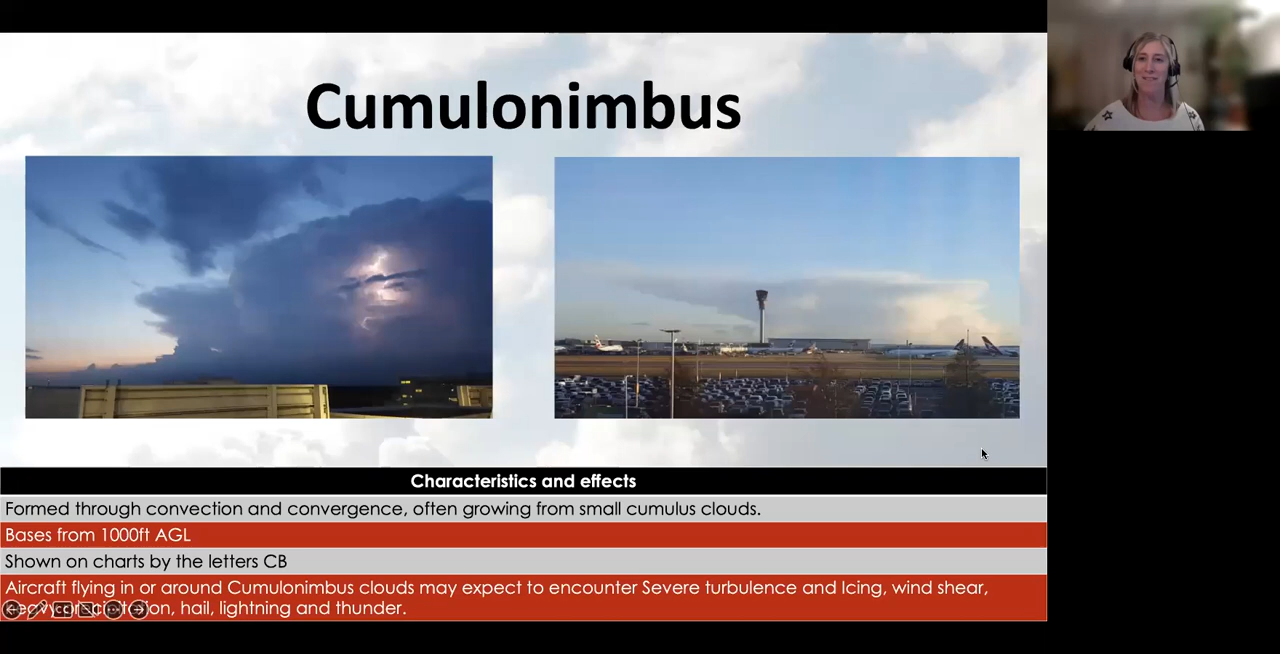 Cumulonimbus
Characteristics and effects
Formed through convection and convergence, often growing from small cumulus clouds.
Bases from 1000ft AGL
Shown on charts by the letters CB
Aircraft flying in or around Cumulonimbus clouds may expect to encounter Severe turbulence and Icing, wind shear,
hail, lightning and thunder.